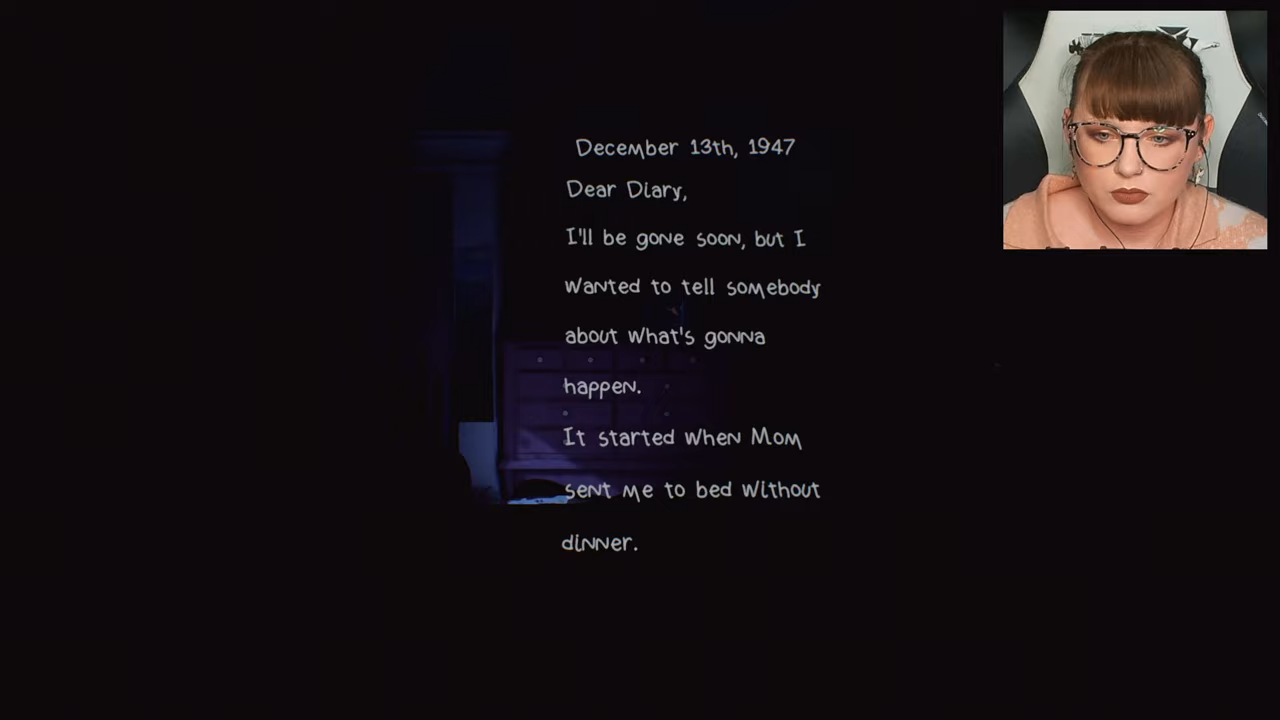 December 13th, 1947
Dear Diary,
I'll be gone soon, but I
wanted to tell somebody
about what's gonna
happen.
It started when Mom
sent me to bed without
dinner.